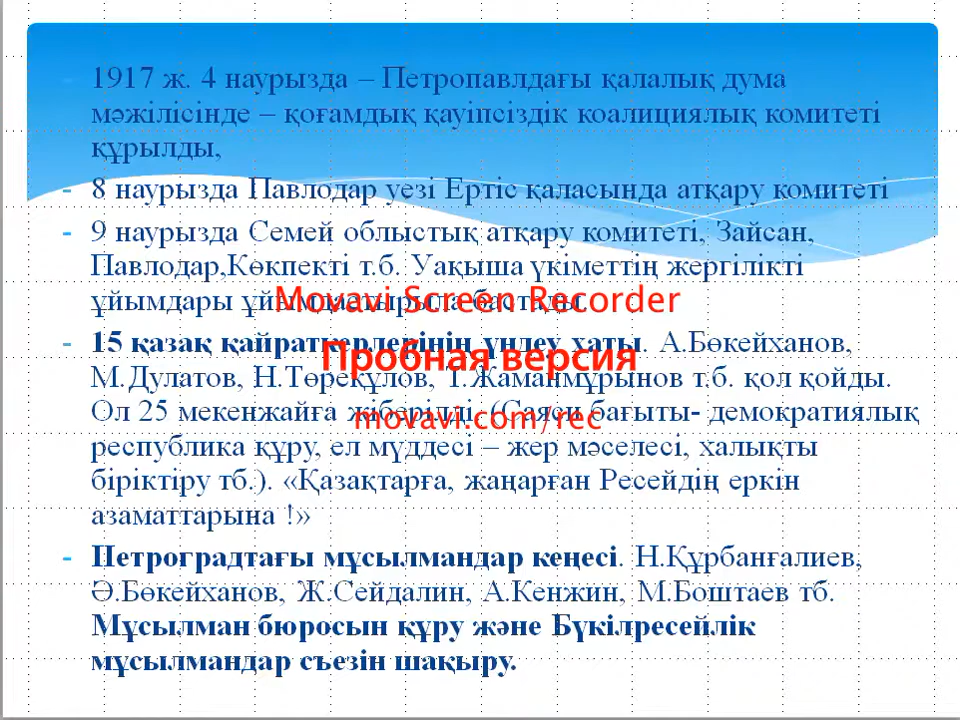 - 1917 ж. 4 наурызда – Петропавлдағы қалалық дума
мәжілісінде – қоғамдық қауіпсіздік коалициялық комитеті
құрылды,
- 8 наурызда Павлодар уезі Ертіс қаласында атқару комитеті
- 9 наурызда Семей облыстық атқару комитеті, Зайсан,
Павлодар,Көкпекті т.б. Уақыша үкіметтің жергілікті
ұйымдары ұйымдастырыла бастады.
Movavi Screen Recorder
- 15 қазақ қайраткерлерінің үндеу хаты. А.Бөкейханов,
Пробная версия
М.Дулатов, Н.Төреқұлов, Т.Жаманмұрынов т.б. қол қойды.
Ол 25 мекенжайға жіберілді. (Саяси бағыты- демократиялық
movavi.com/rec
республика құру, ел мүддесі – жер мәселесі, халықты
біріктіру тб.). «Қазақтарға, жаңарған Ресейдің еркін
азаматтарына !»
- Петроградтағы мұсылмандар кеңесі. Н.Құрбанғалиев,
Ә.Бөкейханов, Ж.Сейдалин, А.Кенжин, М.Боштаев тб.
Мұсылман бюросын құру және Бүкілресейлік
мұсылмандар съезін шақыру.